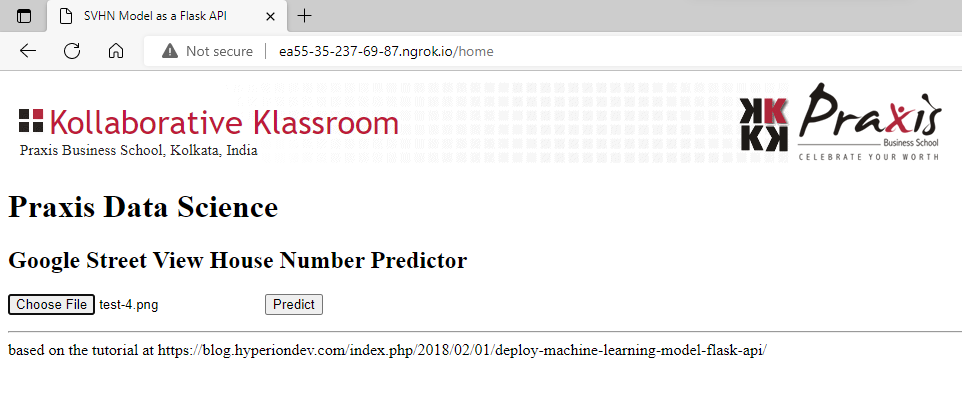 SVHN Model as a Flask API
Not secure | ea55-35-237-69-87.ngrok.io/home
Kollaborative Klassroom
Praxis Business School, Kolkata, India
KKKK
Praxis
Business School
CELEBRATE YOUR WORTH
Praxis Data Science
Google Street View House Number Predictor
Choose File test-4.png Predict
based on the tutorial at https://blog.hyperiondev.com/index.php/2018/02/01/deploy-machine-learning-model-flask-api/